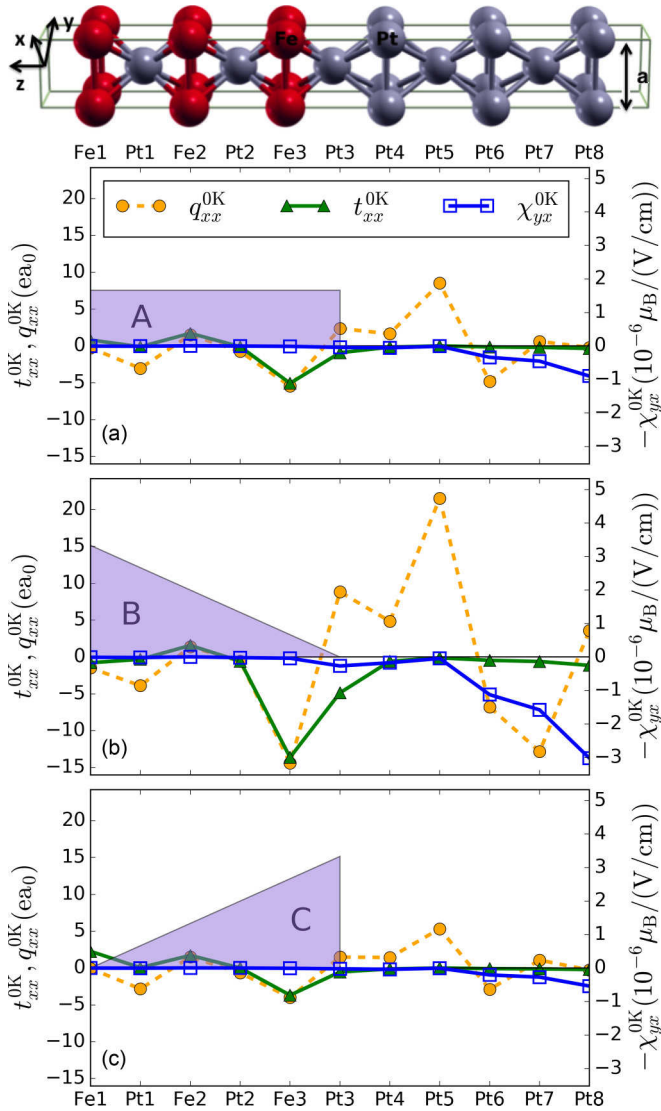 y
x
Fe
Pt
z
a
Fe1 Pt1 Fe2 Pt2 Fe3 Pt3 Pt4 Pt5 Pt6 Pt7 Pt8
q_xx^0K t_xx^0K χ_yx^0K
20
15
10
5
0
−5
−10
−15
t_xx^0K, q_xx^0K (ea₀)
A
(a)
5
4
3
2
1
0
−1
−2
−3
−χ_yx^0K (10⁻⁶ μ_B/(V/cm))
20
15
10
5
0
−5
−10
−15
t_xx^0K, q_xx^0K (ea₀)
B
(b)
5
4
3
2
1
0
−1
−2
−3
−χ_yx^0K (10⁻⁶ μ_B/(V/cm))
20
15
10
5
0
−5
−10
−15
t_xx^0K, q_xx^0K (ea₀)
C
(c)
5
4
3
2
1
0
−1
−2
−3
−χ_yx^0K (10⁻⁶ μ_B/(V/cm))
Fe1 Pt1 Fe2 Pt2 Fe3 Pt3 Pt4 Pt5 Pt6 Pt7 Pt8